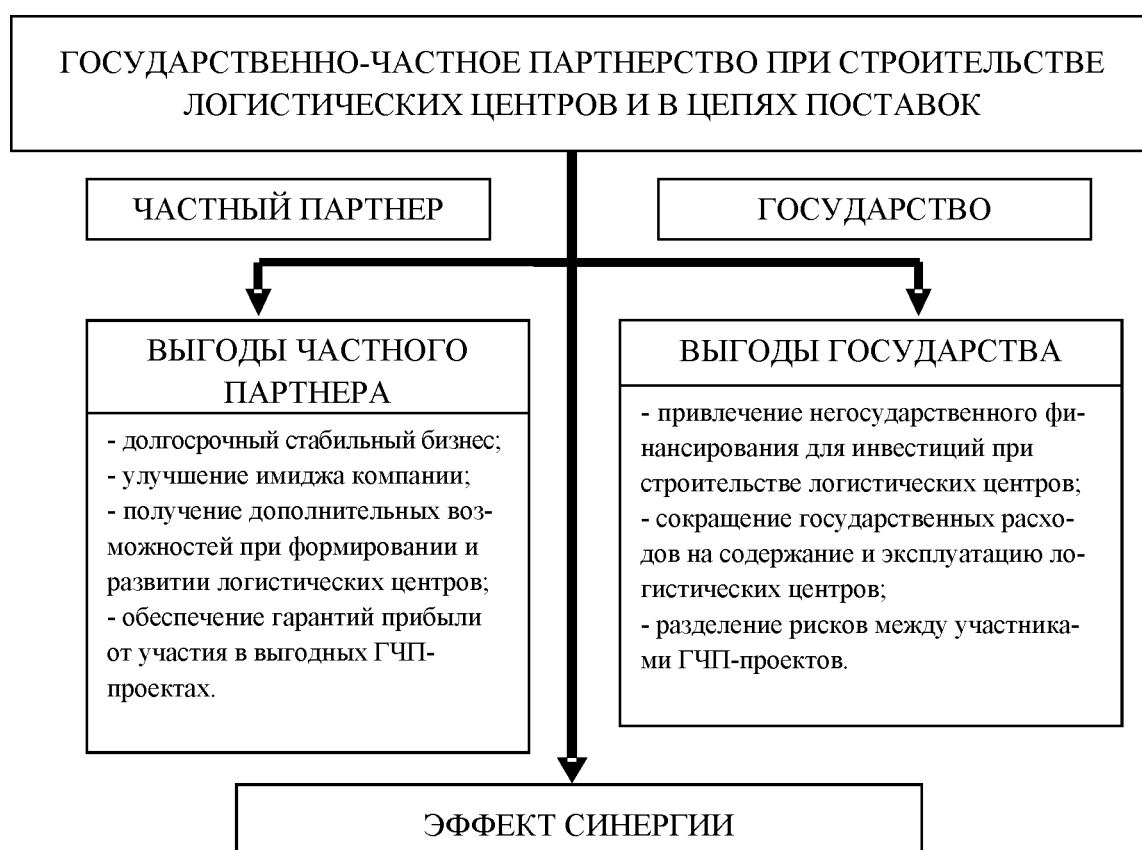 ГОСУДАРСТВЕННО-ЧАСТНОЕ ПАРТНЕРСТВО ПРИ СТРОИТЕЛЬСТВЕ
ЛОГИСТИЧЕСКИХ ЦЕНТРОВ И В ЦЕПЯХ ПОСТАВОК
ЧАСТНЫЙ ПАРТНЕР
ГОСУДАРСТВО
ВЫГОДЫ ЧАСТНОГО
ПАРТНЕРА
- долгосрочный стабильный бизнес;
- улучшение имиджа компании;
- получение дополнительных воз-
можностей при формировании и
развитии логистических центров;
- обеспечение гарантий прибыли
от участия в выгодных ГЧП-
проектах.
ВЫГОДЫ ГОСУДАРСТВА
- привлечение негосударственного фи-
нансирования для инвестиций при
строительстве логистических центров;
- сокращение государственных расхо-
дов на содержание и эксплуатацию ло-
гистических центров;
- разделение рисков между участника-
ми ГЧП-проектов.
ЭФФЕКТ СИНЕРГИИ